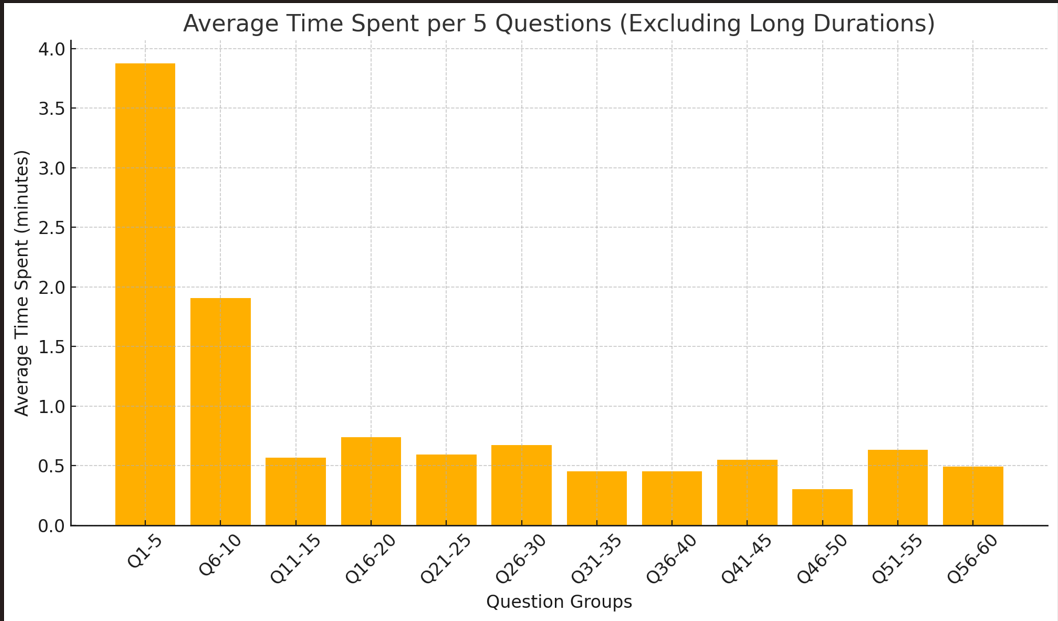 Average Time Spent per 5 Questions (Excluding Long Durations)
Average Time Spent (minutes)
4.0
3.5
3.0
2.5
2.0
1.5
1.0
0.5
0.0
Q1-5
Q6-10
Q11-15
Q16-20
Q21-25
Q26-30
Q31-35
Q36-40
Q41-45
Q46-50
Q51-55
Q56-60
Question Groups